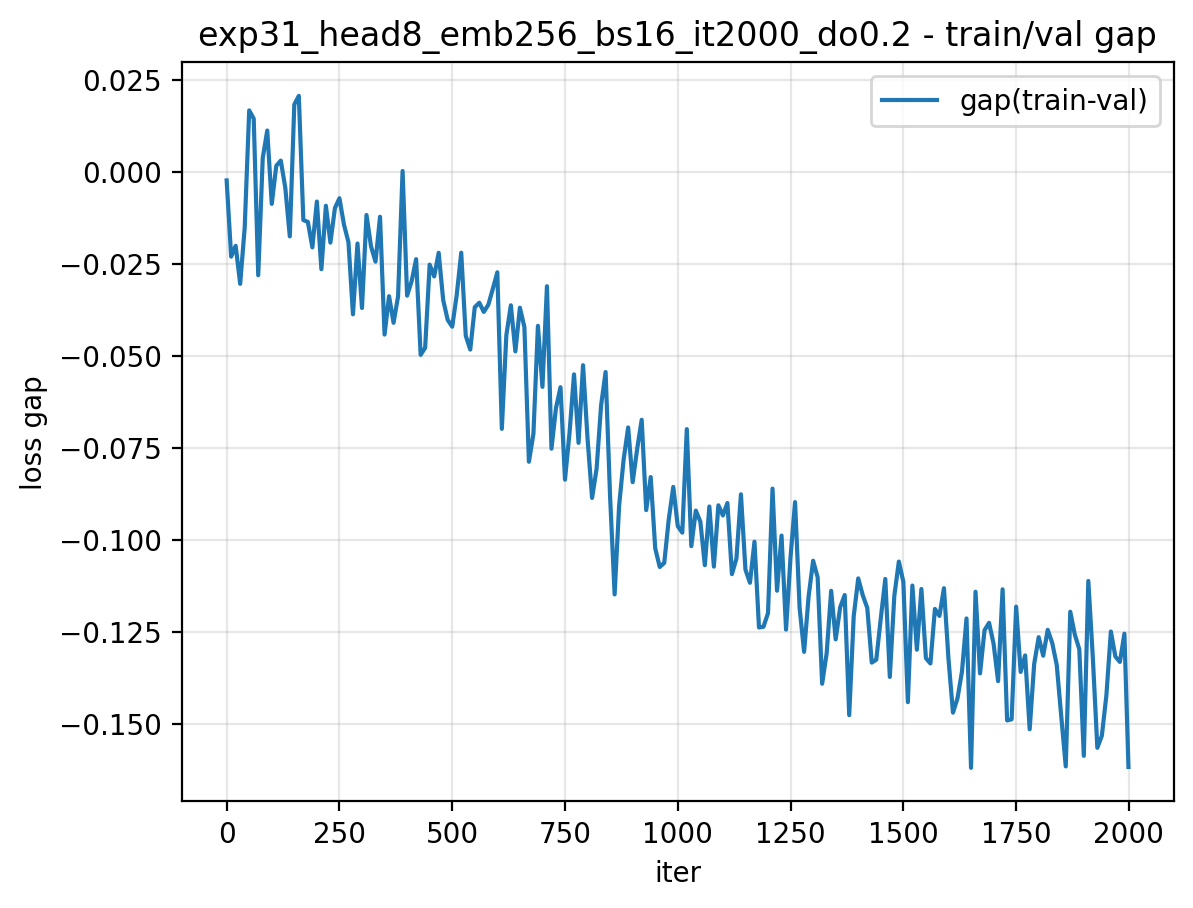 exp31_head8_emb256_bs16_it2000_do0.2 - train/val gap
gap(train-val)
loss gap
0.025
0.000
−0.025
−0.050
−0.075
−0.100
−0.125
−0.150
0 250 500 750 1000 1250 1500 1750 2000
iter